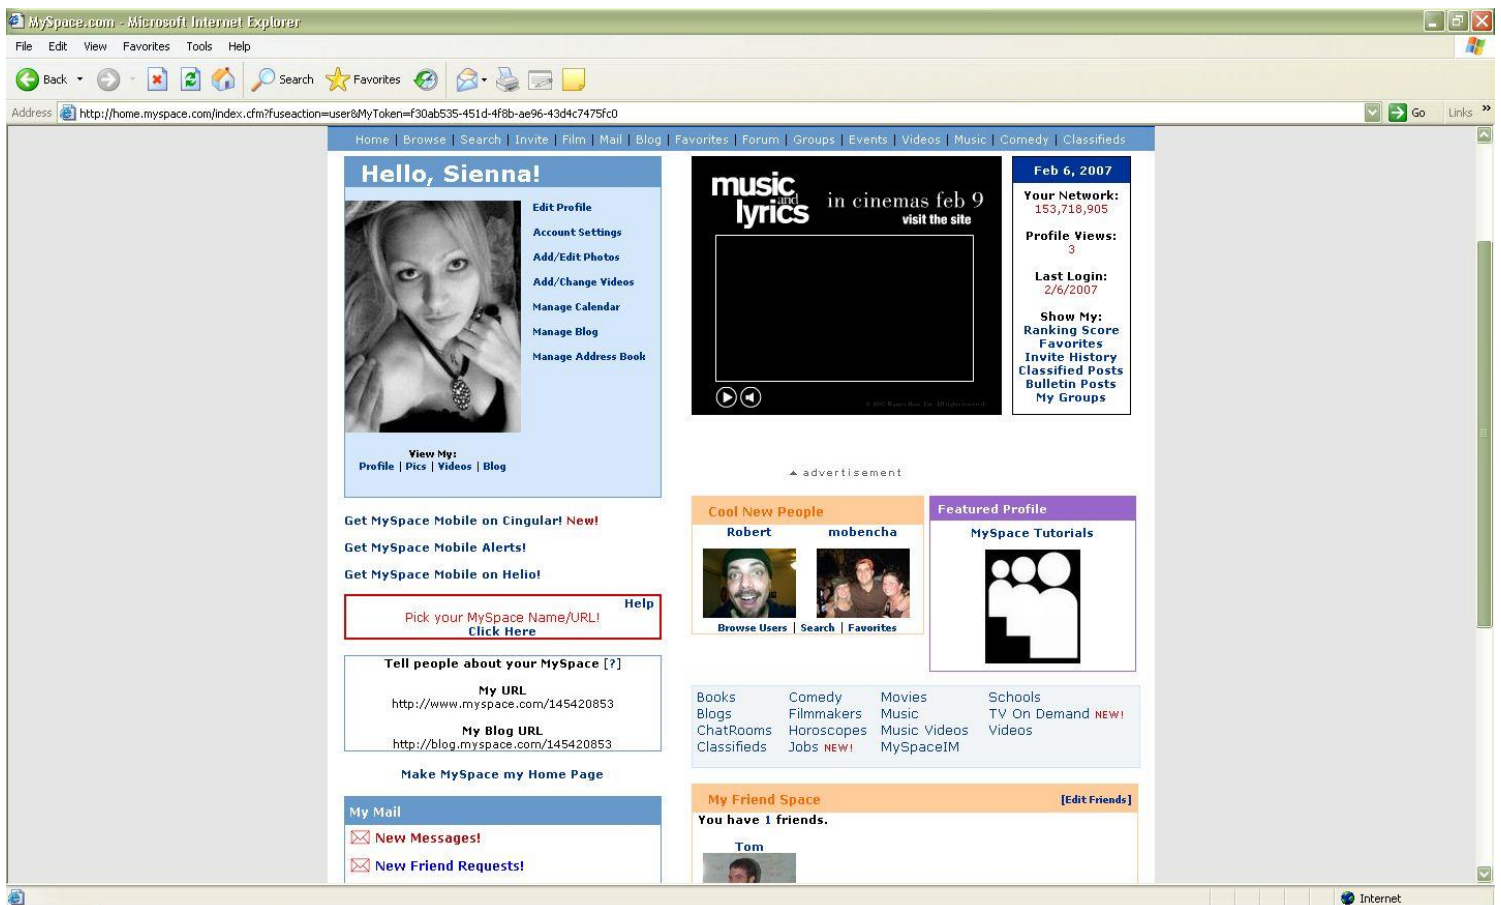 MySpace.com - Microsoft Internet Explorer
File Edit View Favorites Tools Help
Back Search Favorites
Address http://home.myspace.com/index.cfm?fuseaction=user&MyToken=f30ab535-451d-4f8b-ae96-43d4c7475fc0 Go Links »
Home | Browse | Search | Invite | Film | Mail | Blog | Favorites | Forum | Groups | Events | Videos | Music | Comedy | Classifieds
Hello, Sienna!
Edit Profile
Account Settings
Add/Edit Photos
Add/Change Videos
Manage Calendar
Manage Blog
Manage Address Book
View My:
Profile | Pics | Videos | Blog
music and lyrics
in cinemas feb 9
visit the site
advertisement
Feb 6, 2007
Your Network:
153,718,905
Profile Views:
3
Last Login:
2/6/2007
Show My:
Ranking Score
Favorites
Invite History
Classified Posts
Bulletin Posts
My Groups
Get MySpace Mobile on Cingular! New!
Get MySpace Mobile Alerts!
Get MySpace Mobile on Helio!
Help
Pick your MySpace Name/URL!
Click Here
Tell people about your MySpace [?]
My URL
http://www.myspace.com/145420853
My Blog URL
http://blog.myspace.com/145420853
Make MySpace my Home Page
My Mail
New Messages!
New Friend Requests!
Cool New People
Robert mobencha
Browse Users | Search | Favorites
Featured Profile
MySpace Tutorials
Books Comedy Movies Schools
Blogs Filmmakers Music TV On Demand NEW!
ChatRooms Horoscopes Music Videos Videos
Classifieds Jobs NEW! MySpaceIM
My Friend Space [Edit Friends]
You have 1 friends.
Tom
Internet